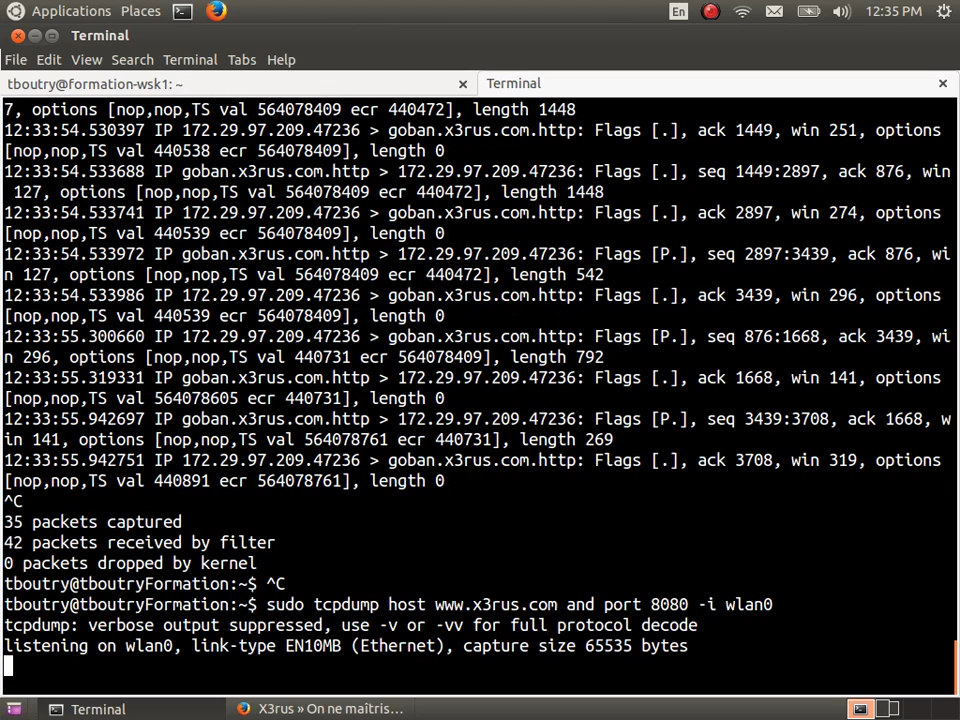 Applications Places En 12:35 PM
Terminal
File Edit View Search Terminal Tabs Help
tboutry@formation-wsk1: ~ Terminal
7, options [nop,nop,TS val 564078409 ecr 440472], length 1448
12:33:54.530397 IP 172.29.97.209.47236 > goban.x3rus.com.http: Flags [.], ack 1449, win 251, options
[nop,nop,TS val 440538 ecr 564078409], length 0
12:33:54.533688 IP goban.x3rus.com.http > 172.29.97.209.47236: Flags [.], seq 1449:2897, ack 876, win
127, options [nop,nop,TS val 564078409 ecr 440472], length 1448
12:33:54.533741 IP 172.29.97.209.47236 > goban.x3rus.com.http: Flags [.], ack 2897, win 274, options
[nop,nop,TS val 440539 ecr 564078409], length 0
12:33:54.533972 IP goban.x3rus.com.http > 172.29.97.209.47236: Flags [P.], seq 2897:3439, ack 876, wi
n 127, options [nop,nop,TS val 564078409 ecr 440472], length 542
12:33:54.533986 IP 172.29.97.209.47236 > goban.x3rus.com.http: Flags [.], ack 3439, win 296, options
[nop,nop,TS val 440539 ecr 564078409], length 0
12:33:55.300660 IP 172.29.97.209.47236 > goban.x3rus.com.http: Flags [P.], seq 876:1668, ack 3439, wi
n 296, options [nop,nop,TS val 440731 ecr 564078409], length 792
12:33:55.319331 IP goban.x3rus.com.http > 172.29.97.209.47236: Flags [.], ack 1668, win 141, options
[nop,nop,TS val 564078605 ecr 440731], length 0
12:33:55.942697 IP goban.x3rus.com.http > 172.29.97.209.47236: Flags [P.], seq 3439:3708, ack 1668, w
in 141, options [nop,nop,TS val 564078761 ecr 440731], length 269
12:33:55.942751 IP 172.29.97.209.47236 > goban.x3rus.com.http: Flags [.], ack 3708, win 319, options
[nop,nop,TS val 440891 ecr 564078761], length 0
^C
35 packets captured
42 packets received by filter
0 packets dropped by kernel
tboutry@tboutryFormation:~$ ^C
tboutry@tboutryFormation:~$ sudo tcpdump host www.x3rus.com and port 8080 -i wlan0
tcpdump: verbose output suppressed, use -v or -vv for full protocol decode
listening on wlan0, link-type EN10MB (Ethernet), capture size 65535 bytes
Terminal X3rus » On ne maîtris...